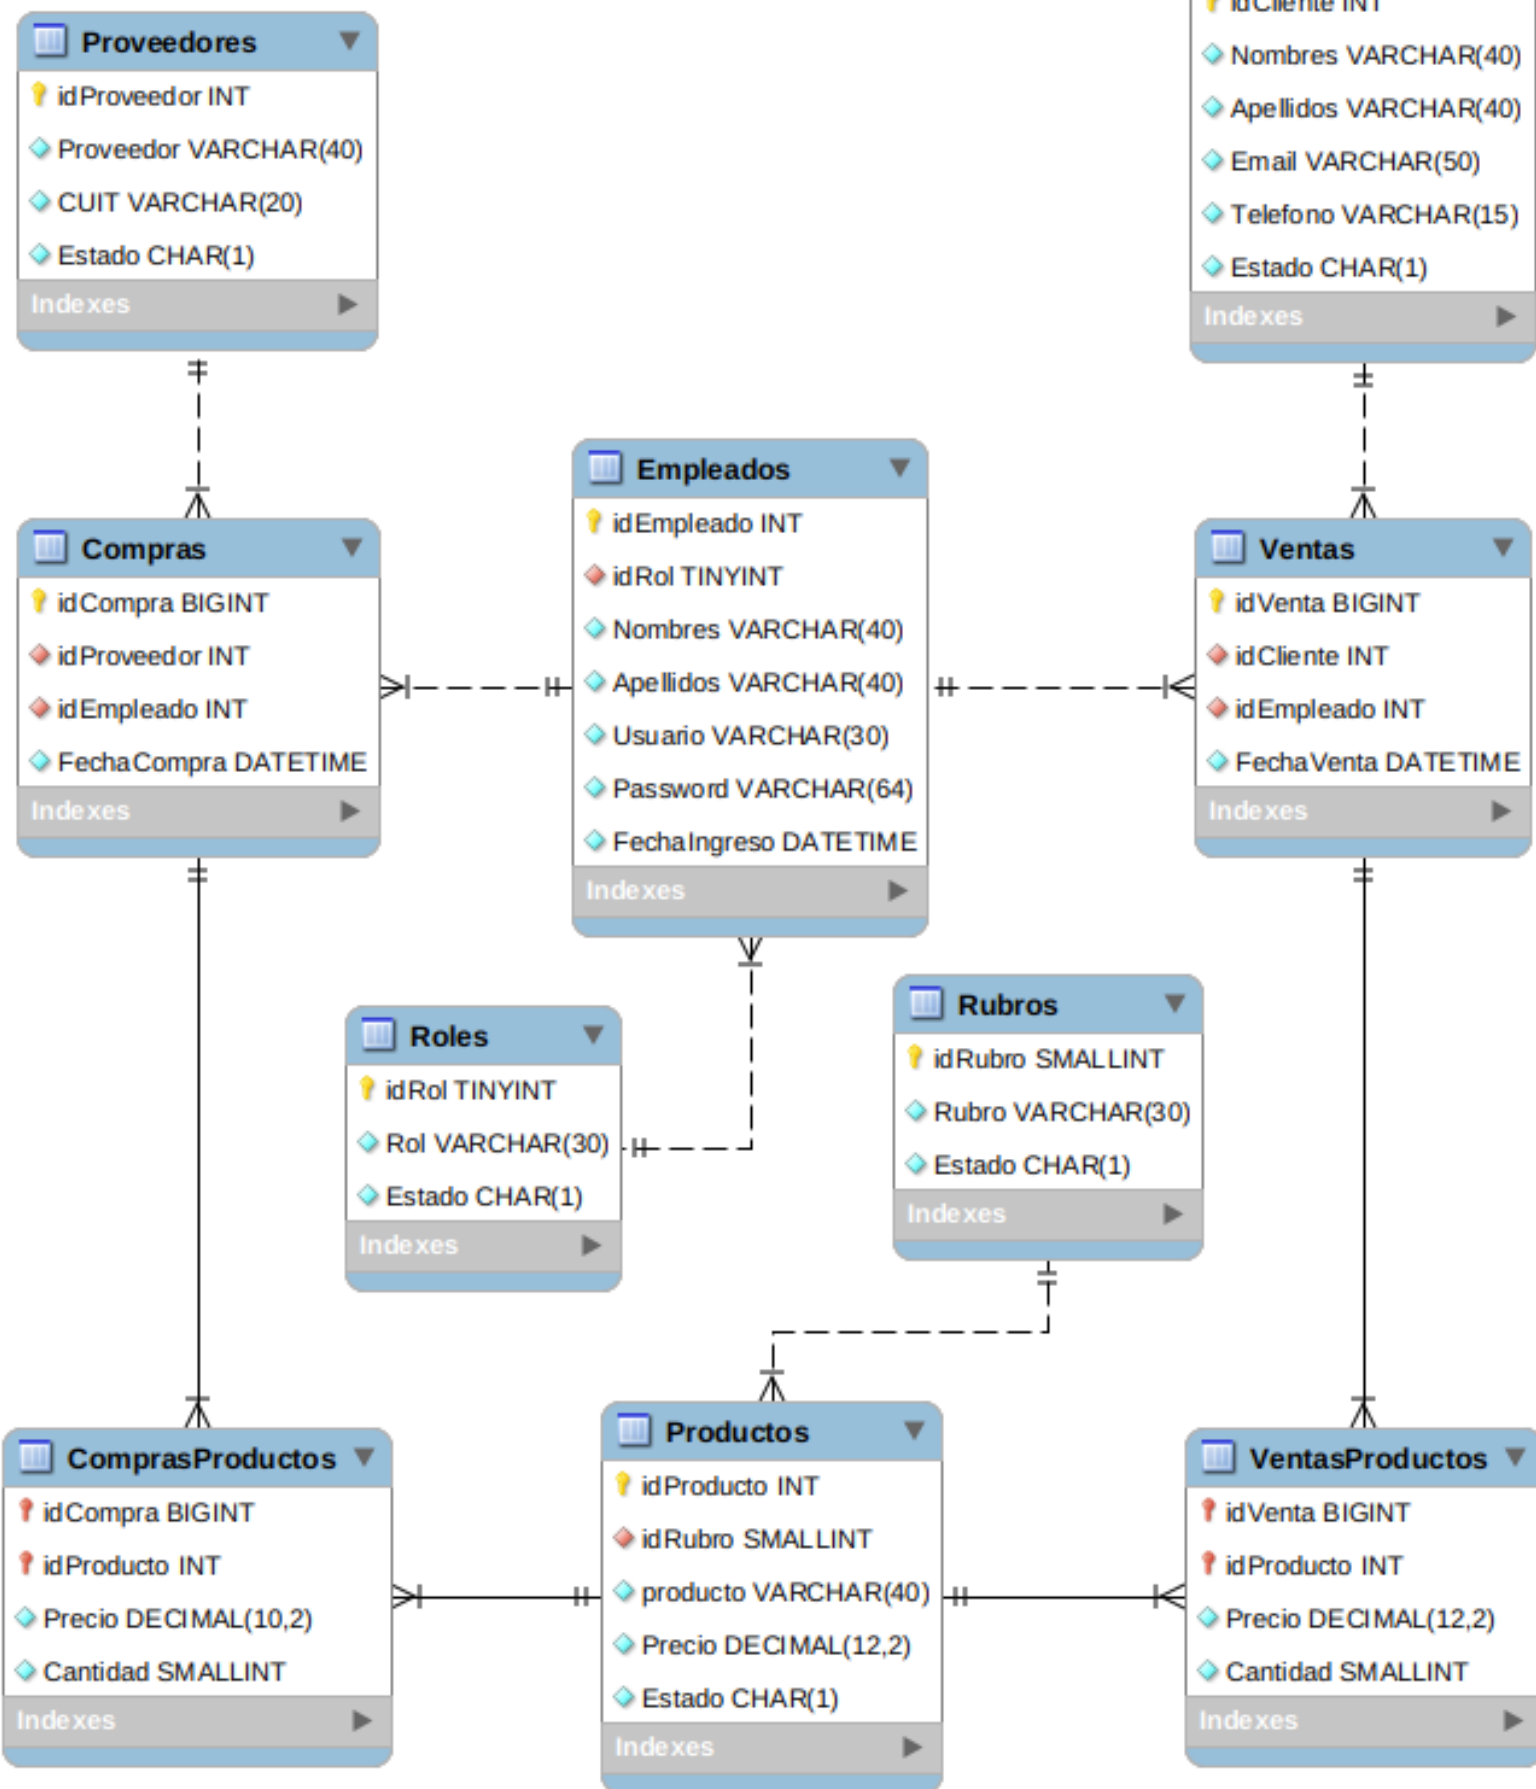 Proveedores
idProveedor INT
Proveedor VARCHAR(40)
CUIT VARCHAR(20)
Estado CHAR(1)
Indexes
idCliente INT
Nombres VARCHAR(40)
Apellidos VARCHAR(40)
Email VARCHAR(50)
Telefono VARCHAR(15)
Estado CHAR(1)
Indexes
Compras
idCompra BIGINT
idProveedor INT
idEmpleado INT
FechaCompra DATETIME
Indexes
Empleados
idEmpleado INT
idRol TINYINT
Nombres VARCHAR(40)
Apellidos VARCHAR(40)
Usuario VARCHAR(30)
Password VARCHAR(64)
FechaIngreso DATETIME
Indexes
Ventas
idVenta BIGINT
idCliente INT
idEmpleado INT
FechaVenta DATETIME
Indexes
Roles
idRol TINYINT
Rol VARCHAR(30)
Estado CHAR(1)
Indexes
Rubros
idRubro SMALLINT
Rubro VARCHAR(30)
Estado CHAR(1)
Indexes
ComprasProductos
idCompra BIGINT
idProducto INT
Precio DECIMAL(10,2)
Cantidad SMALLINT
Indexes
Productos
idProducto INT
idRubro SMALLINT
producto VARCHAR(40)
Precio DECIMAL(12,2)
Estado CHAR(1)
Indexes
VentasProductos
idVenta BIGINT
idProducto INT
Precio DECIMAL(12,2)
Cantidad SMALLINT
Indexes